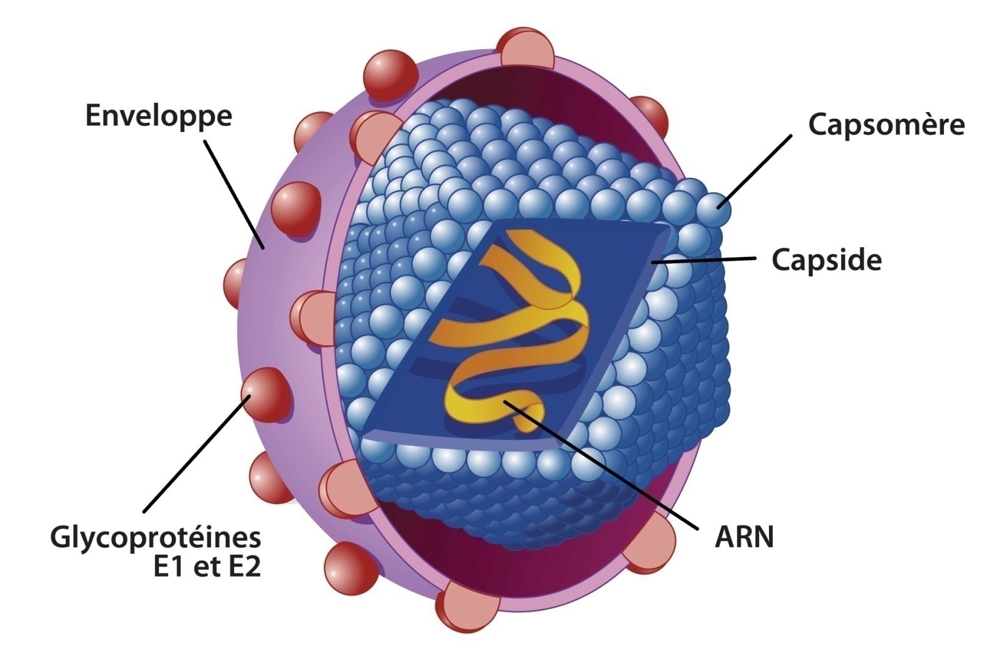 Enveloppe
Capsomère
Capside
Glycoprotéines
E1 et E2
ARN